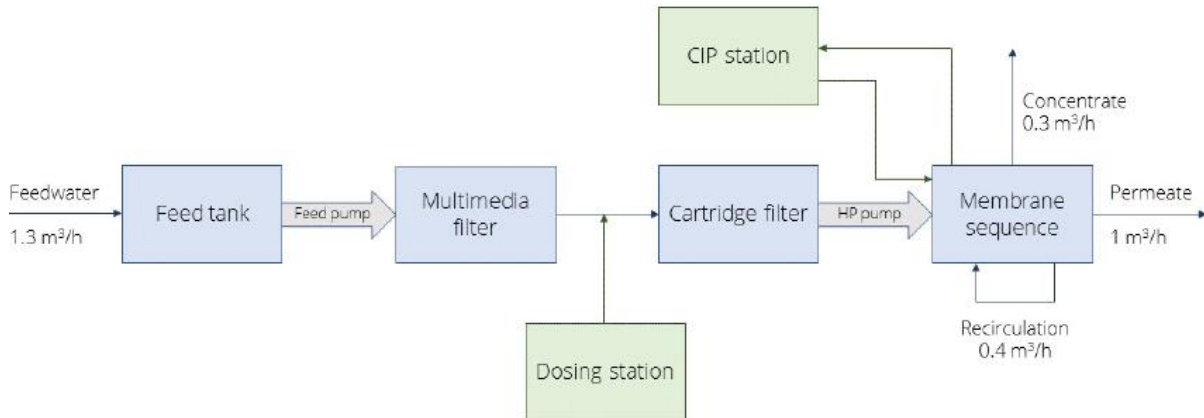 CIP station
Concentrate
0.3 m³/h
Feedwater
1.3 m³/h
Feed tank
Feed pump
Multimedia
filter
Cartridge filter
HP pump
Membrane
sequence
Permeate
1 m³/h
Recirculation
0.4 m³/h
Dosing station